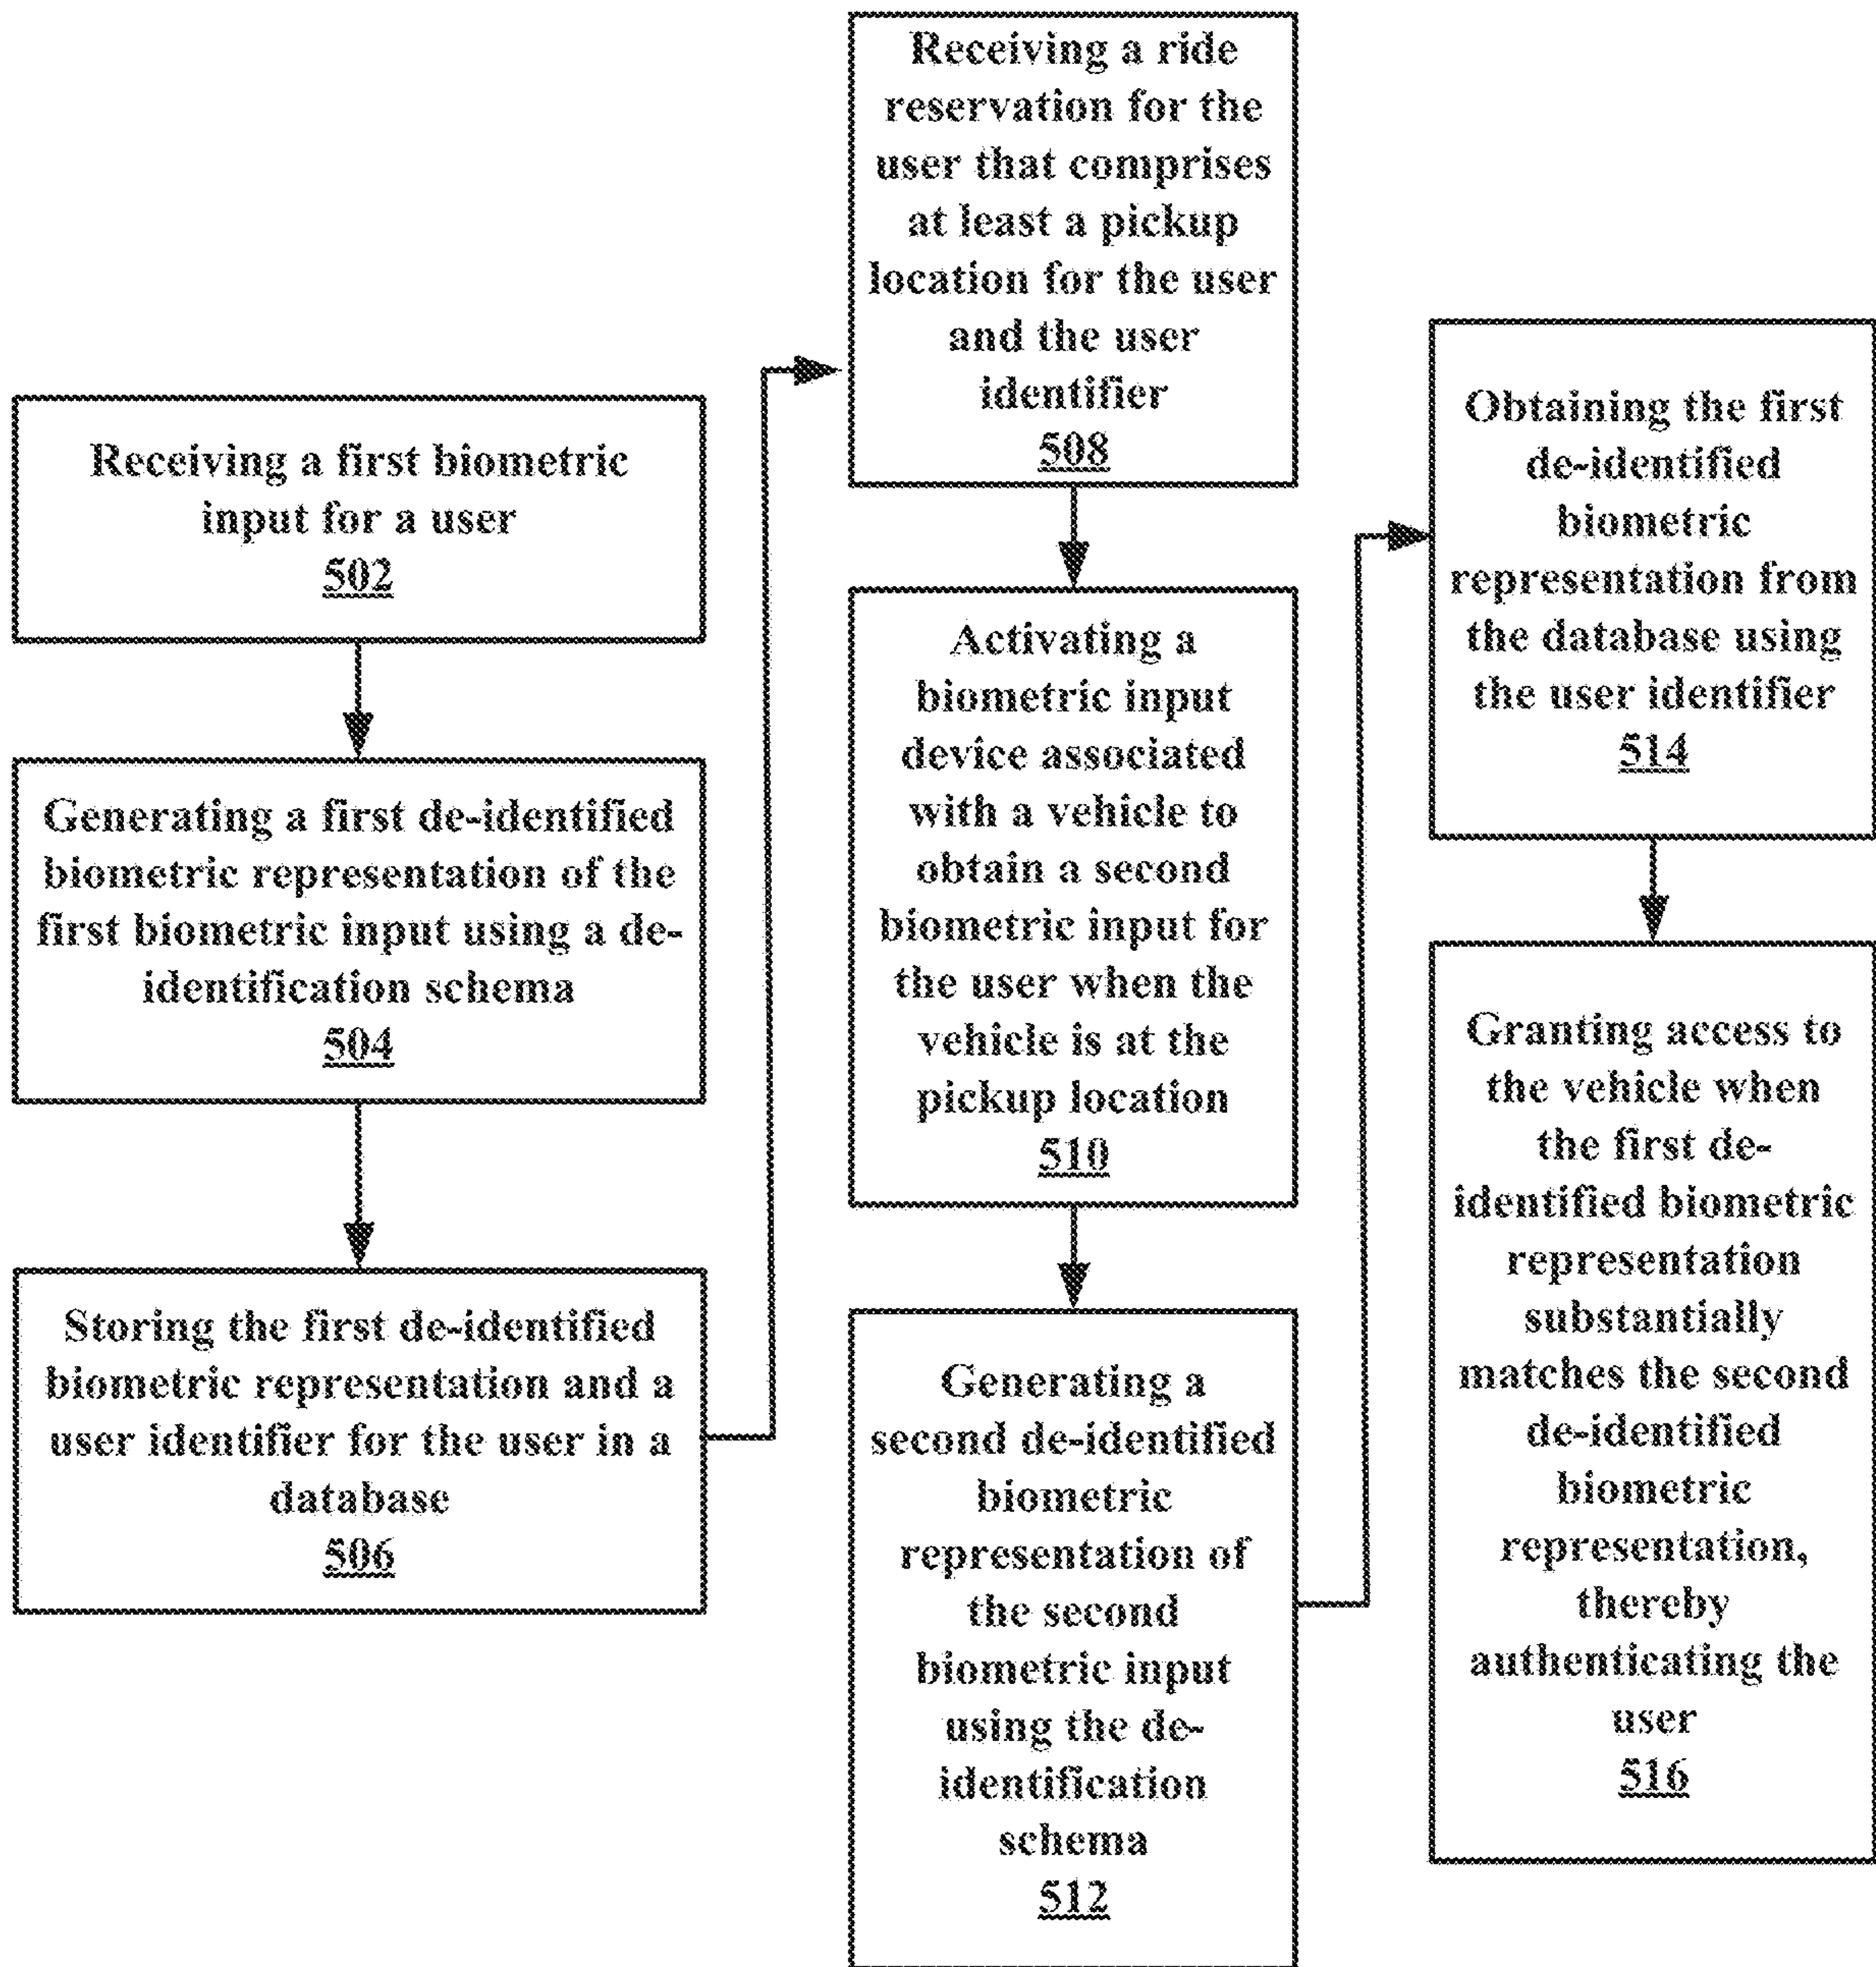 Receiving a first biometric
input for a user
502
Generating a first de-identified
biometric representation of the
first biometric input using a de-
identification schema
504
Storing the first de-identified
biometric representation and a
user identifier for the user in a
database
506
Receiving a ride
reservation for the
user that comprises
at least a pickup
location for the user
and the user
identifier
508
Activating a
biometric input
device associated
with a vehicle to
obtain a second
biometric input for
the user when the
vehicle is at the
pickup location
510
Generating a
second de-identified
biometric
representation of
the second
biometric input
using the de-
identification
schema
512
Obtaining the first
de-identified
biometric
representation from
the database using
the user identifier
514
Granting access to
the vehicle when
the first de-
identified biometric
representation
substantially
matches the second
de-identified
biometric
representation,
thereby
authenticating the
user
516